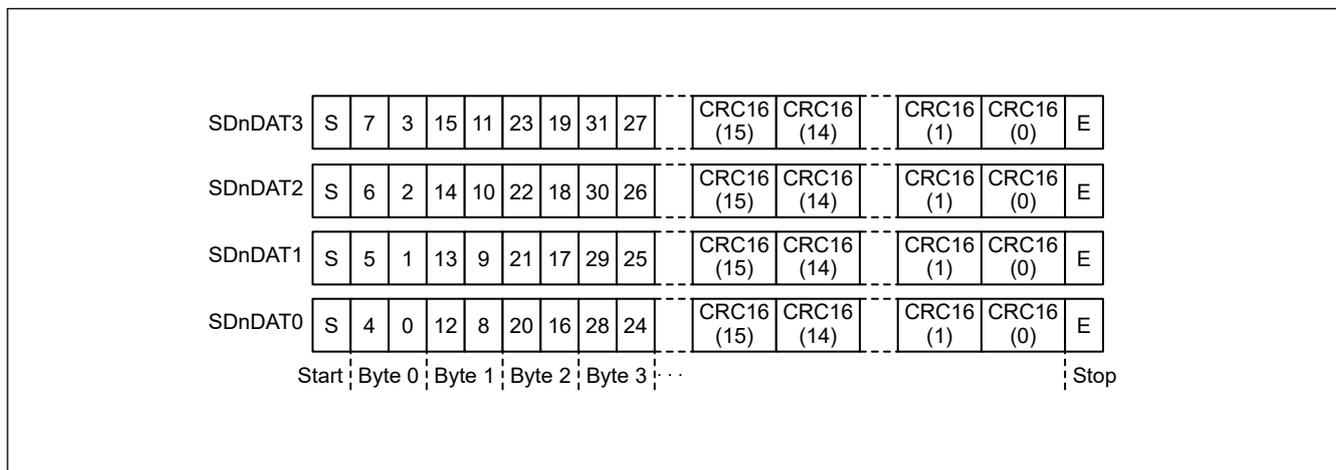 SDnDAT3 S 7 3 15 11 23 19 31 27 CRC16 (15) CRC16 (14) CRC16 (1) CRC16 (0) E
SDnDAT2 S 6 2 14 10 22 18 30 26 CRC16 (15) CRC16 (14) CRC16 (1) CRC16 (0) E
SDnDAT1 S 5 1 13 9 21 17 29 25 CRC16 (15) CRC16 (14) CRC16 (1) CRC16 (0) E
SDnDAT0 S 4 0 12 8 20 16 28 24 CRC16 (15) CRC16 (14) CRC16 (1) CRC16 (0) E
Start Byte 0 Byte 1 Byte 2 Byte 3 · · · Stop